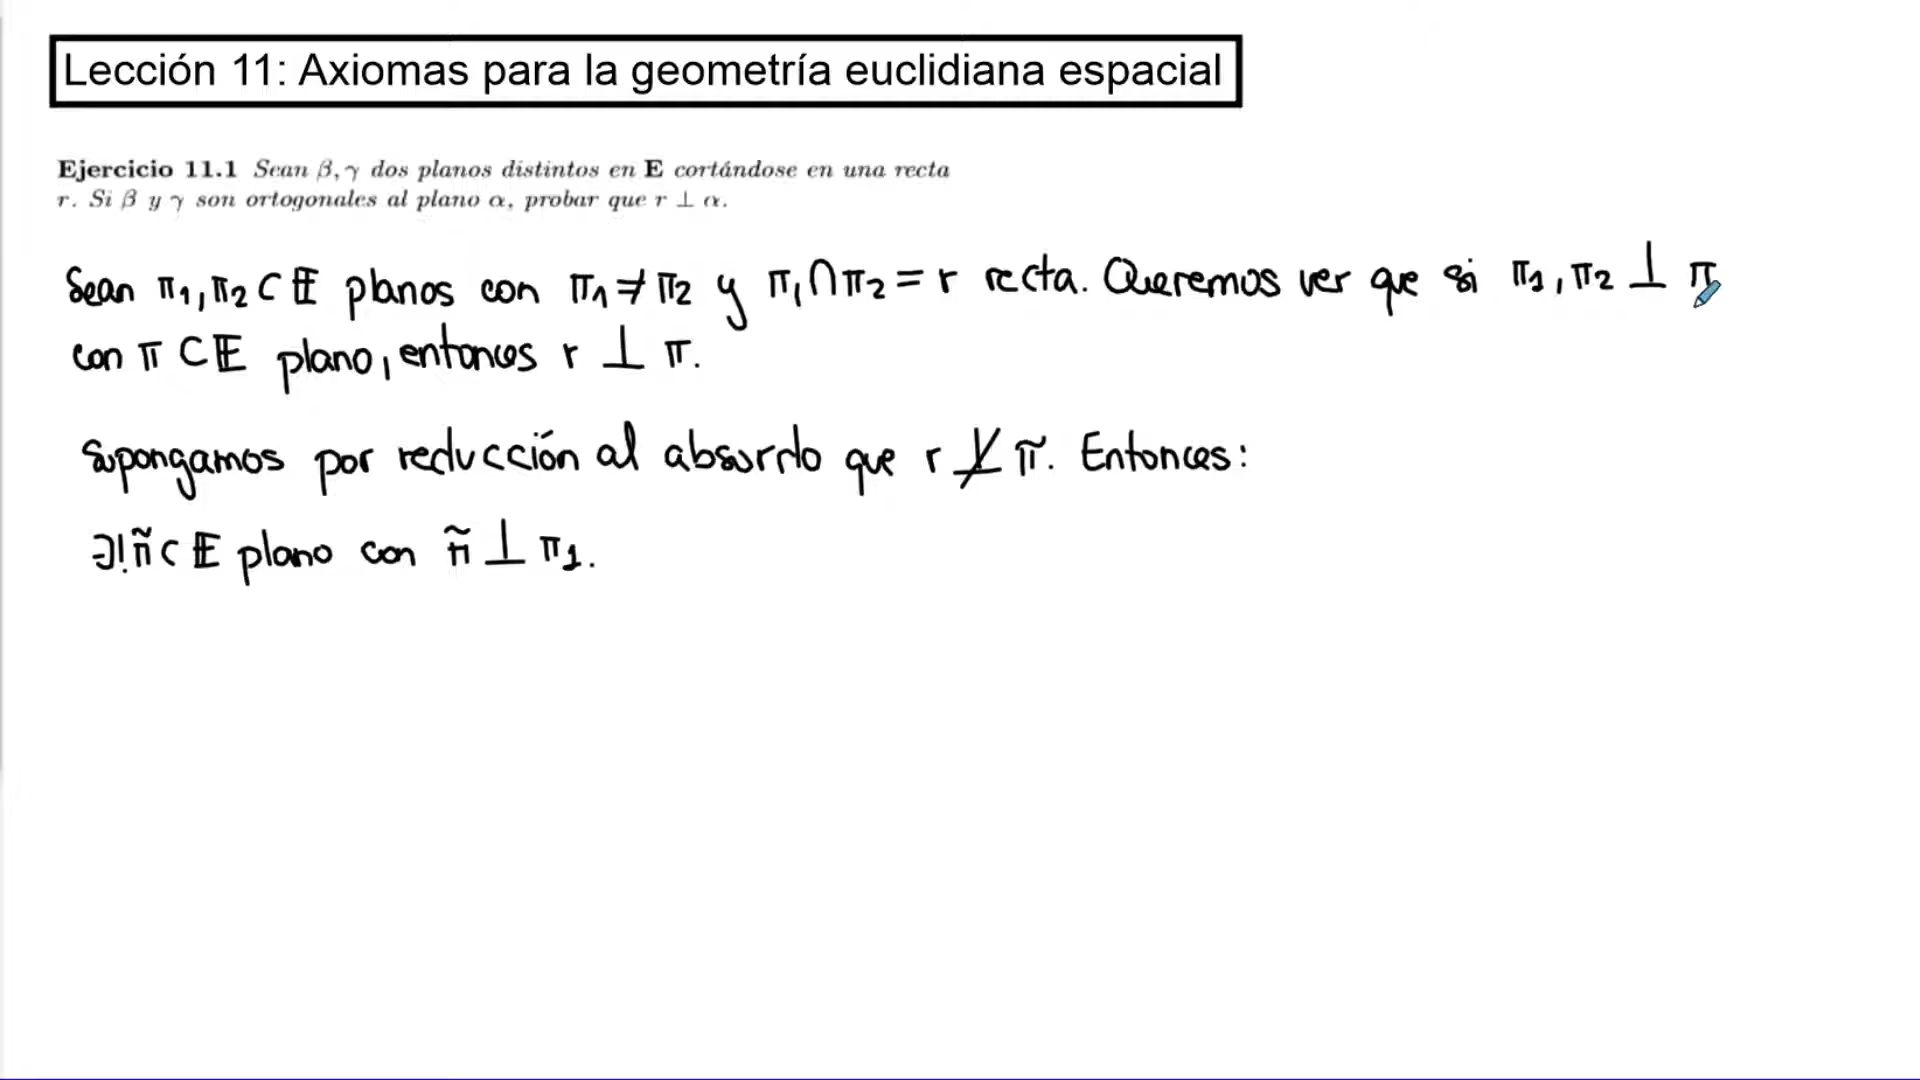 Lección 11: Axiomas para la geometría euclidiana espacial
Ejercicio 11.1 Sean β, γ dos planos distintos en E cortándose en una recta
r. Si β y γ son ortogonales al plano α, probar que r ⊥ α.
Sean π₁, π₂ ⊂ 𝔼 planos con π₁ ≠ π₂ y π₁ ∩ π₂ = r recta. Queremos ver que si π₁, π₂ ⊥ π
con π ⊂ 𝔼 plano, entonces r ⊥ π.
Supongamos por reducción al absurdo que r ⊥̸ π̃. Entonces:
∃! π̃ ⊂ 𝔼 plano con π̃ ⊥ π₁.